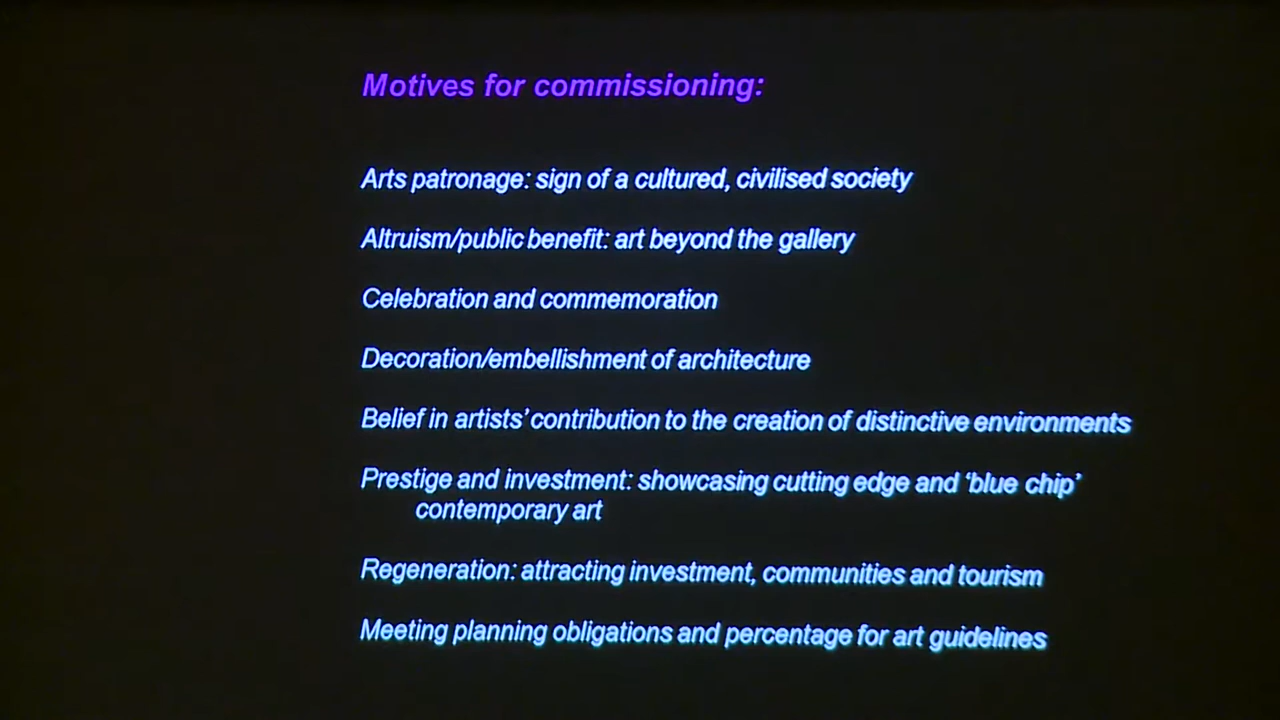 Motives for commissioning:
Arts patronage: sign of a cultured, civilised society
Altruism/public benefit: art beyond the gallery
Celebration and commemoration
Decoration/embellishment of architecture
Belief in artists’ contribution to the creation of distinctive environments
Prestige and investment: showcasing cutting edge and ‘blue chip’
contemporary art
Regeneration: attracting investment, communities and tourism
Meeting planning obligations and percentage for art guidelines